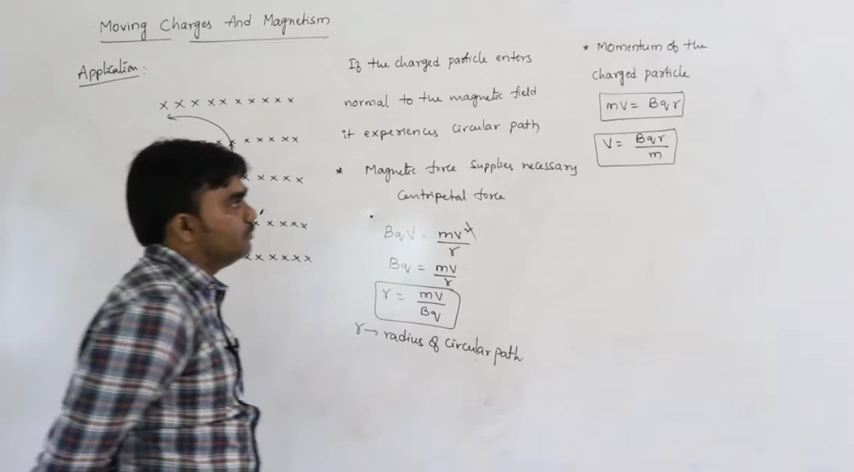 Moving Charges And Magnetism
Application:
x x x x x x x x x x
x x x x x x
x x x x x
x x x x x
x x x x x x
If the charged particle enters
normal to the magnetic field
it experiences circular path
* Magnetic force supplies necessary
Centripetal force
BqV = mv²/r
Bq = mv/r
r = mv/Bq
r → radius of circular path
* Momentum of the
charged particle
mv = Bqr
V = Bqr/m